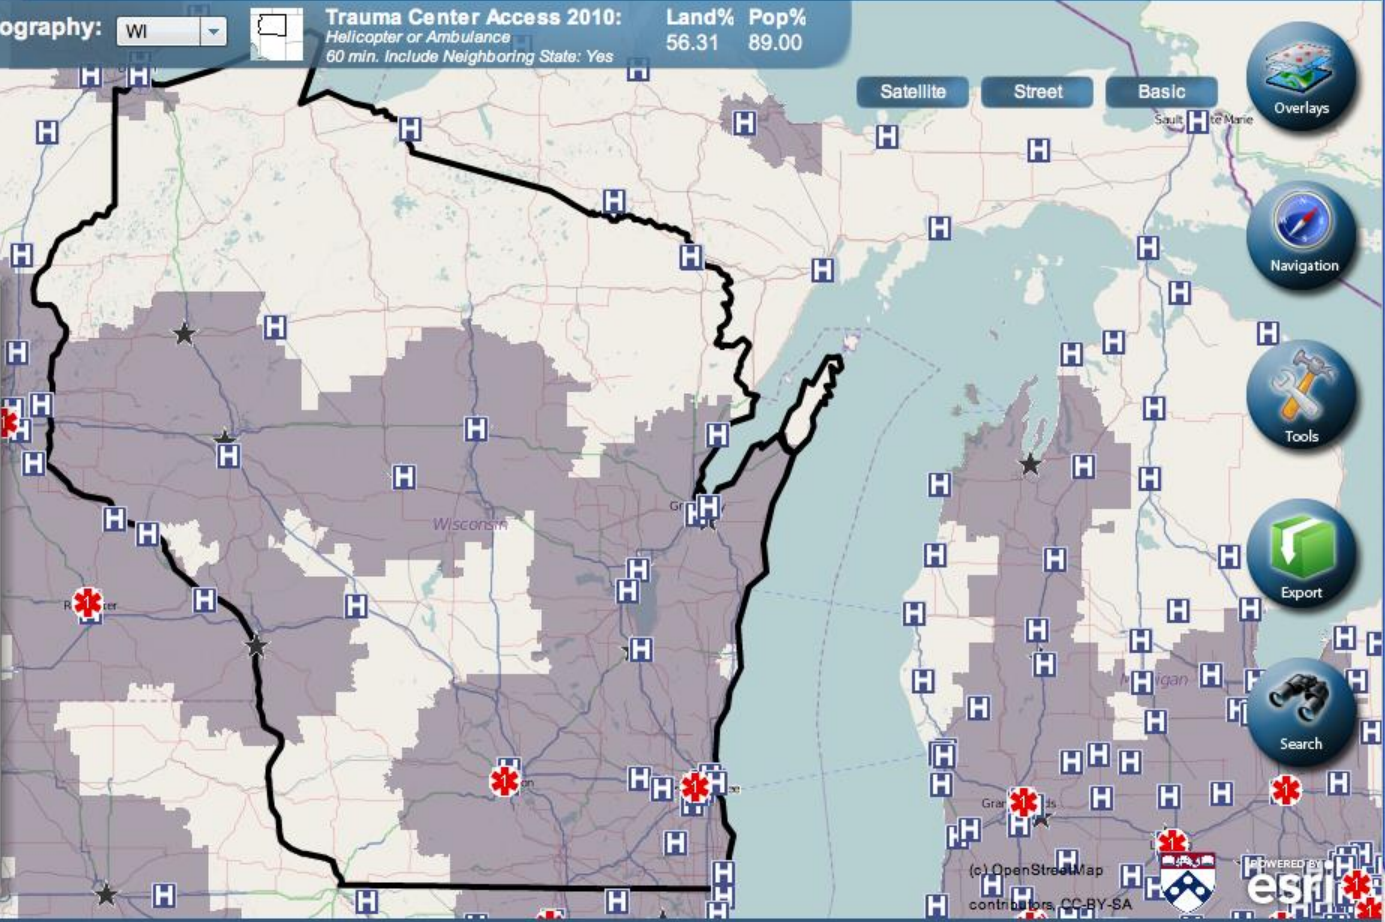 ography: WI
Trauma Center Access 2010: Land% Pop%
Helicopter or Ambulance 56.31 89.00
60 min. Include Neighboring State: Yes
Satellite Street Basic
Overlays
Sault te Marie
Navigation
Tools
Wisconsin
Export
Search
(c) OpenStreetMap
contributors, CC-BY-SA
POWERED BY
esri